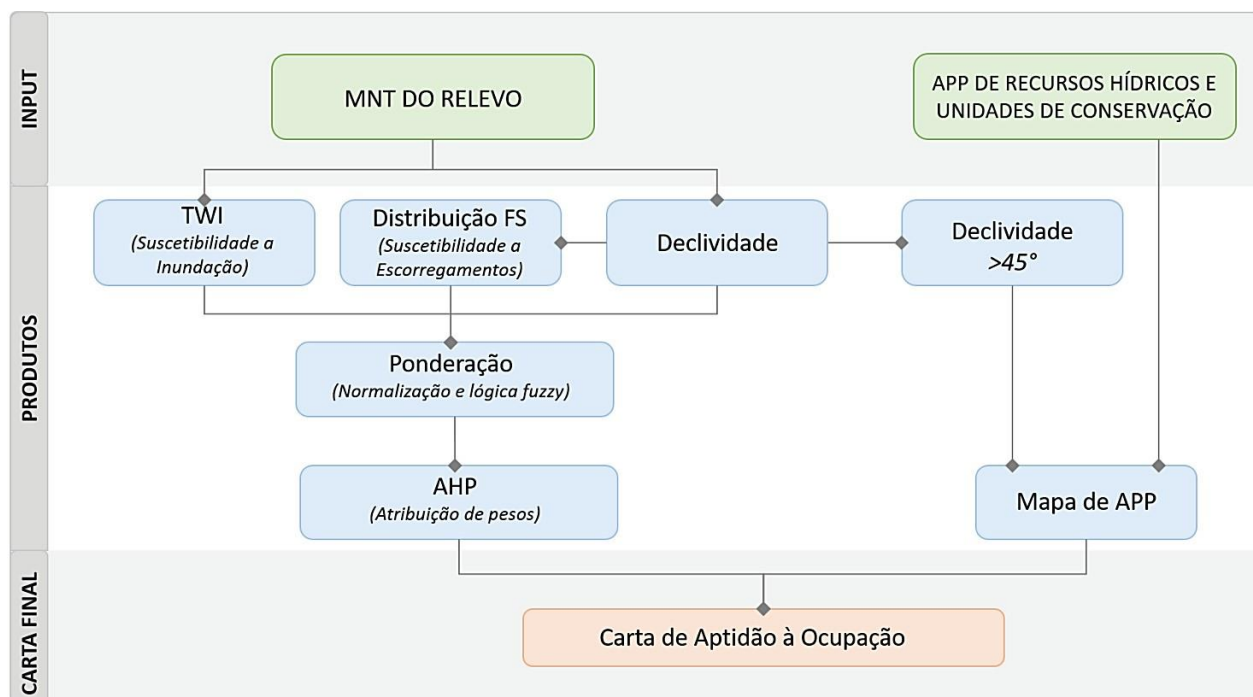 INPUT
MNT DO RELEVO
APP DE RECURSOS HÍDRICOS E
UNIDADES DE CONSERVAÇÃO
PRODUTOS
TWI
(Suscetibilidade a
Inundação)
Distribuição FS
(Suscetibilidade a
Escorregamentos)
Declividade
Declividade
>45°
Ponderação
(Normalização e lógica fuzzy)
AHP
(Atribuição de pesos)
Mapa de APP
CARTA FINAL
Carta de Aptidão à Ocupação